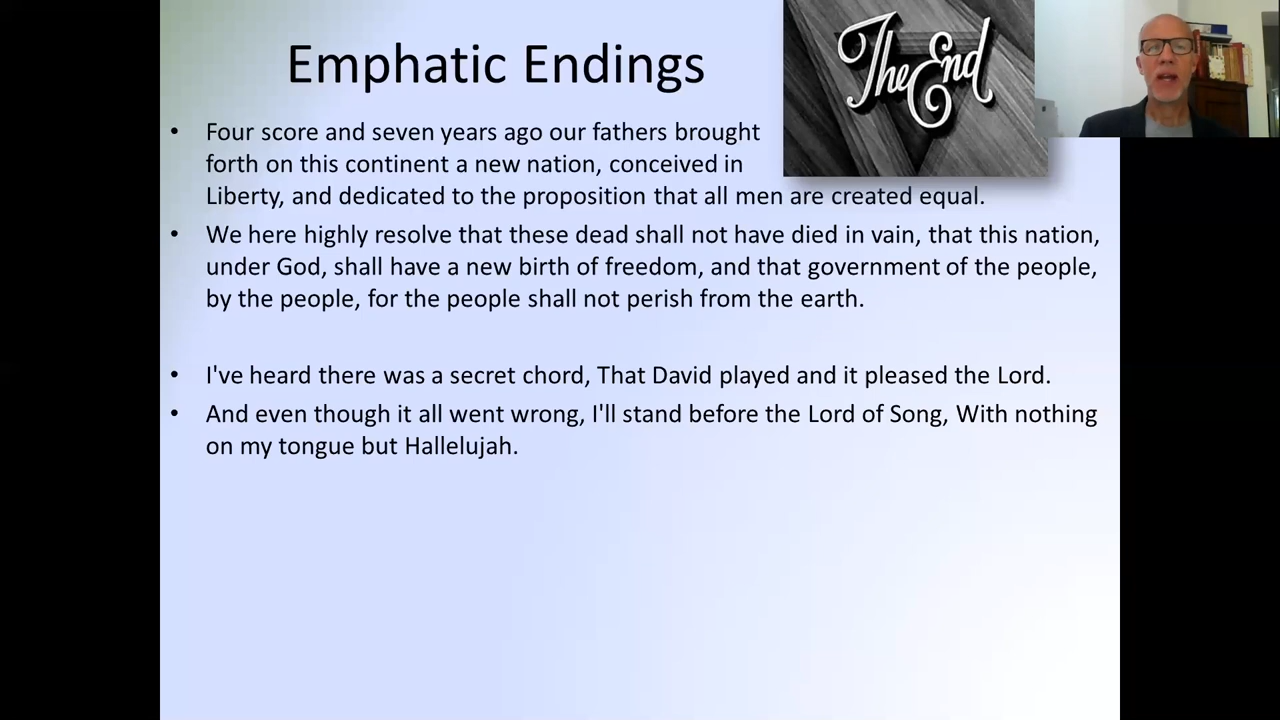 Emphatic Endings
The End
• Four score and seven years ago our fathers brought
forth on this continent a new nation, conceived in
Liberty, and dedicated to the proposition that all men are created equal.
• We here highly resolve that these dead shall not have died in vain, that this nation,
under God, shall have a new birth of freedom, and that government of the people,
by the people, for the people shall not perish from the earth.
• I've heard there was a secret chord, That David played and it pleased the Lord.
• And even though it all went wrong, I'll stand before the Lord of Song, With nothing
on my tongue but Hallelujah.